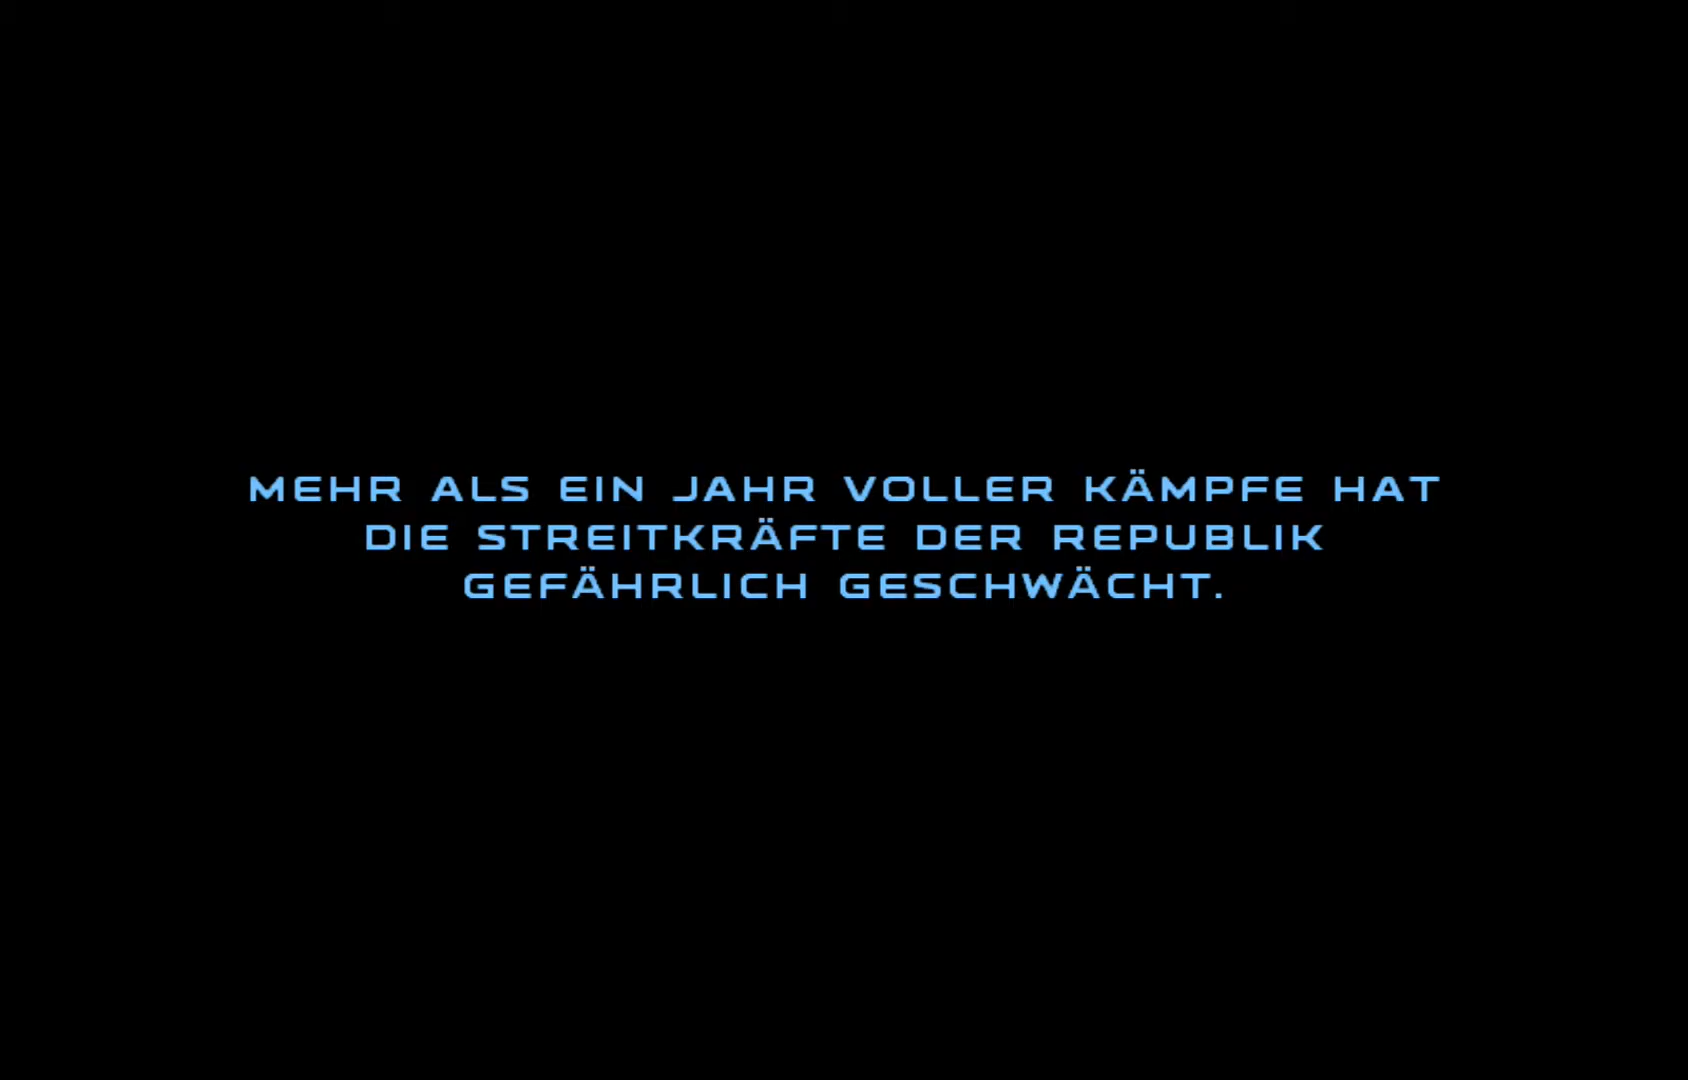 MEHR ALS EIN JAHR VOLLER KÄMPFE HAT
DIE STREITKRÄFTE DER REPUBLIK
GEFÄHRLICH GESCHWÄCHT.